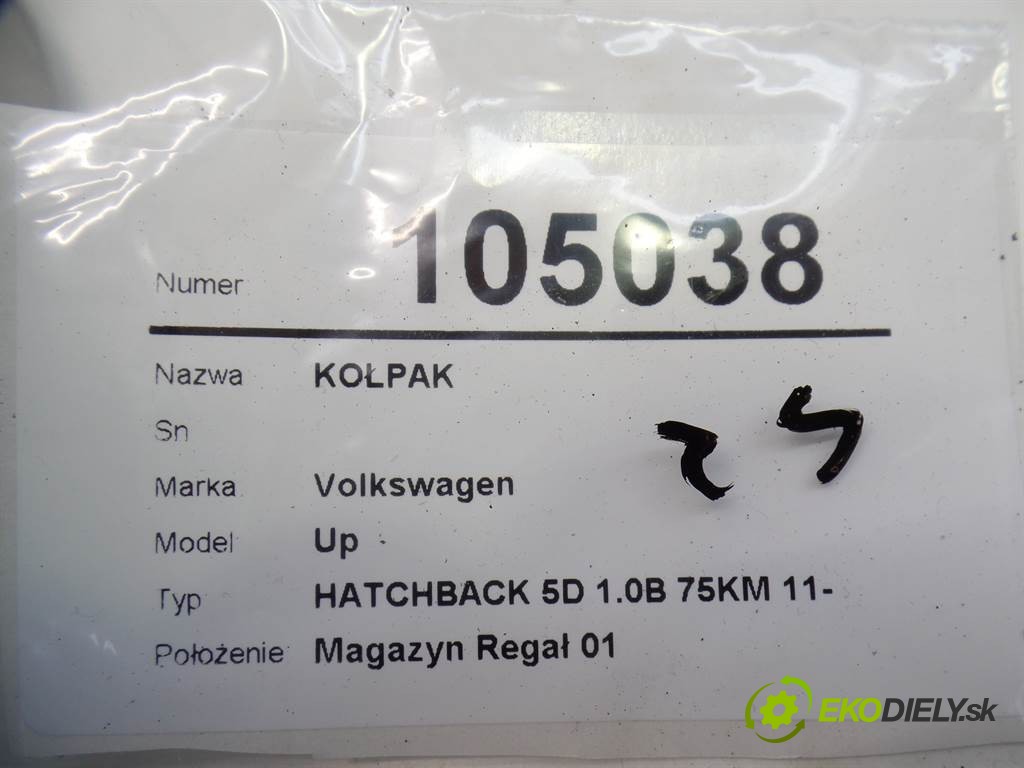 Numer 105038
Nazwa KOŁPAK
Sn
Marka Volkswagen
Model Up
Typ HATCHBACK 5D 1.0B 75KM 11-
Położenie Magazyn Regał 01
EKODIELY.sk